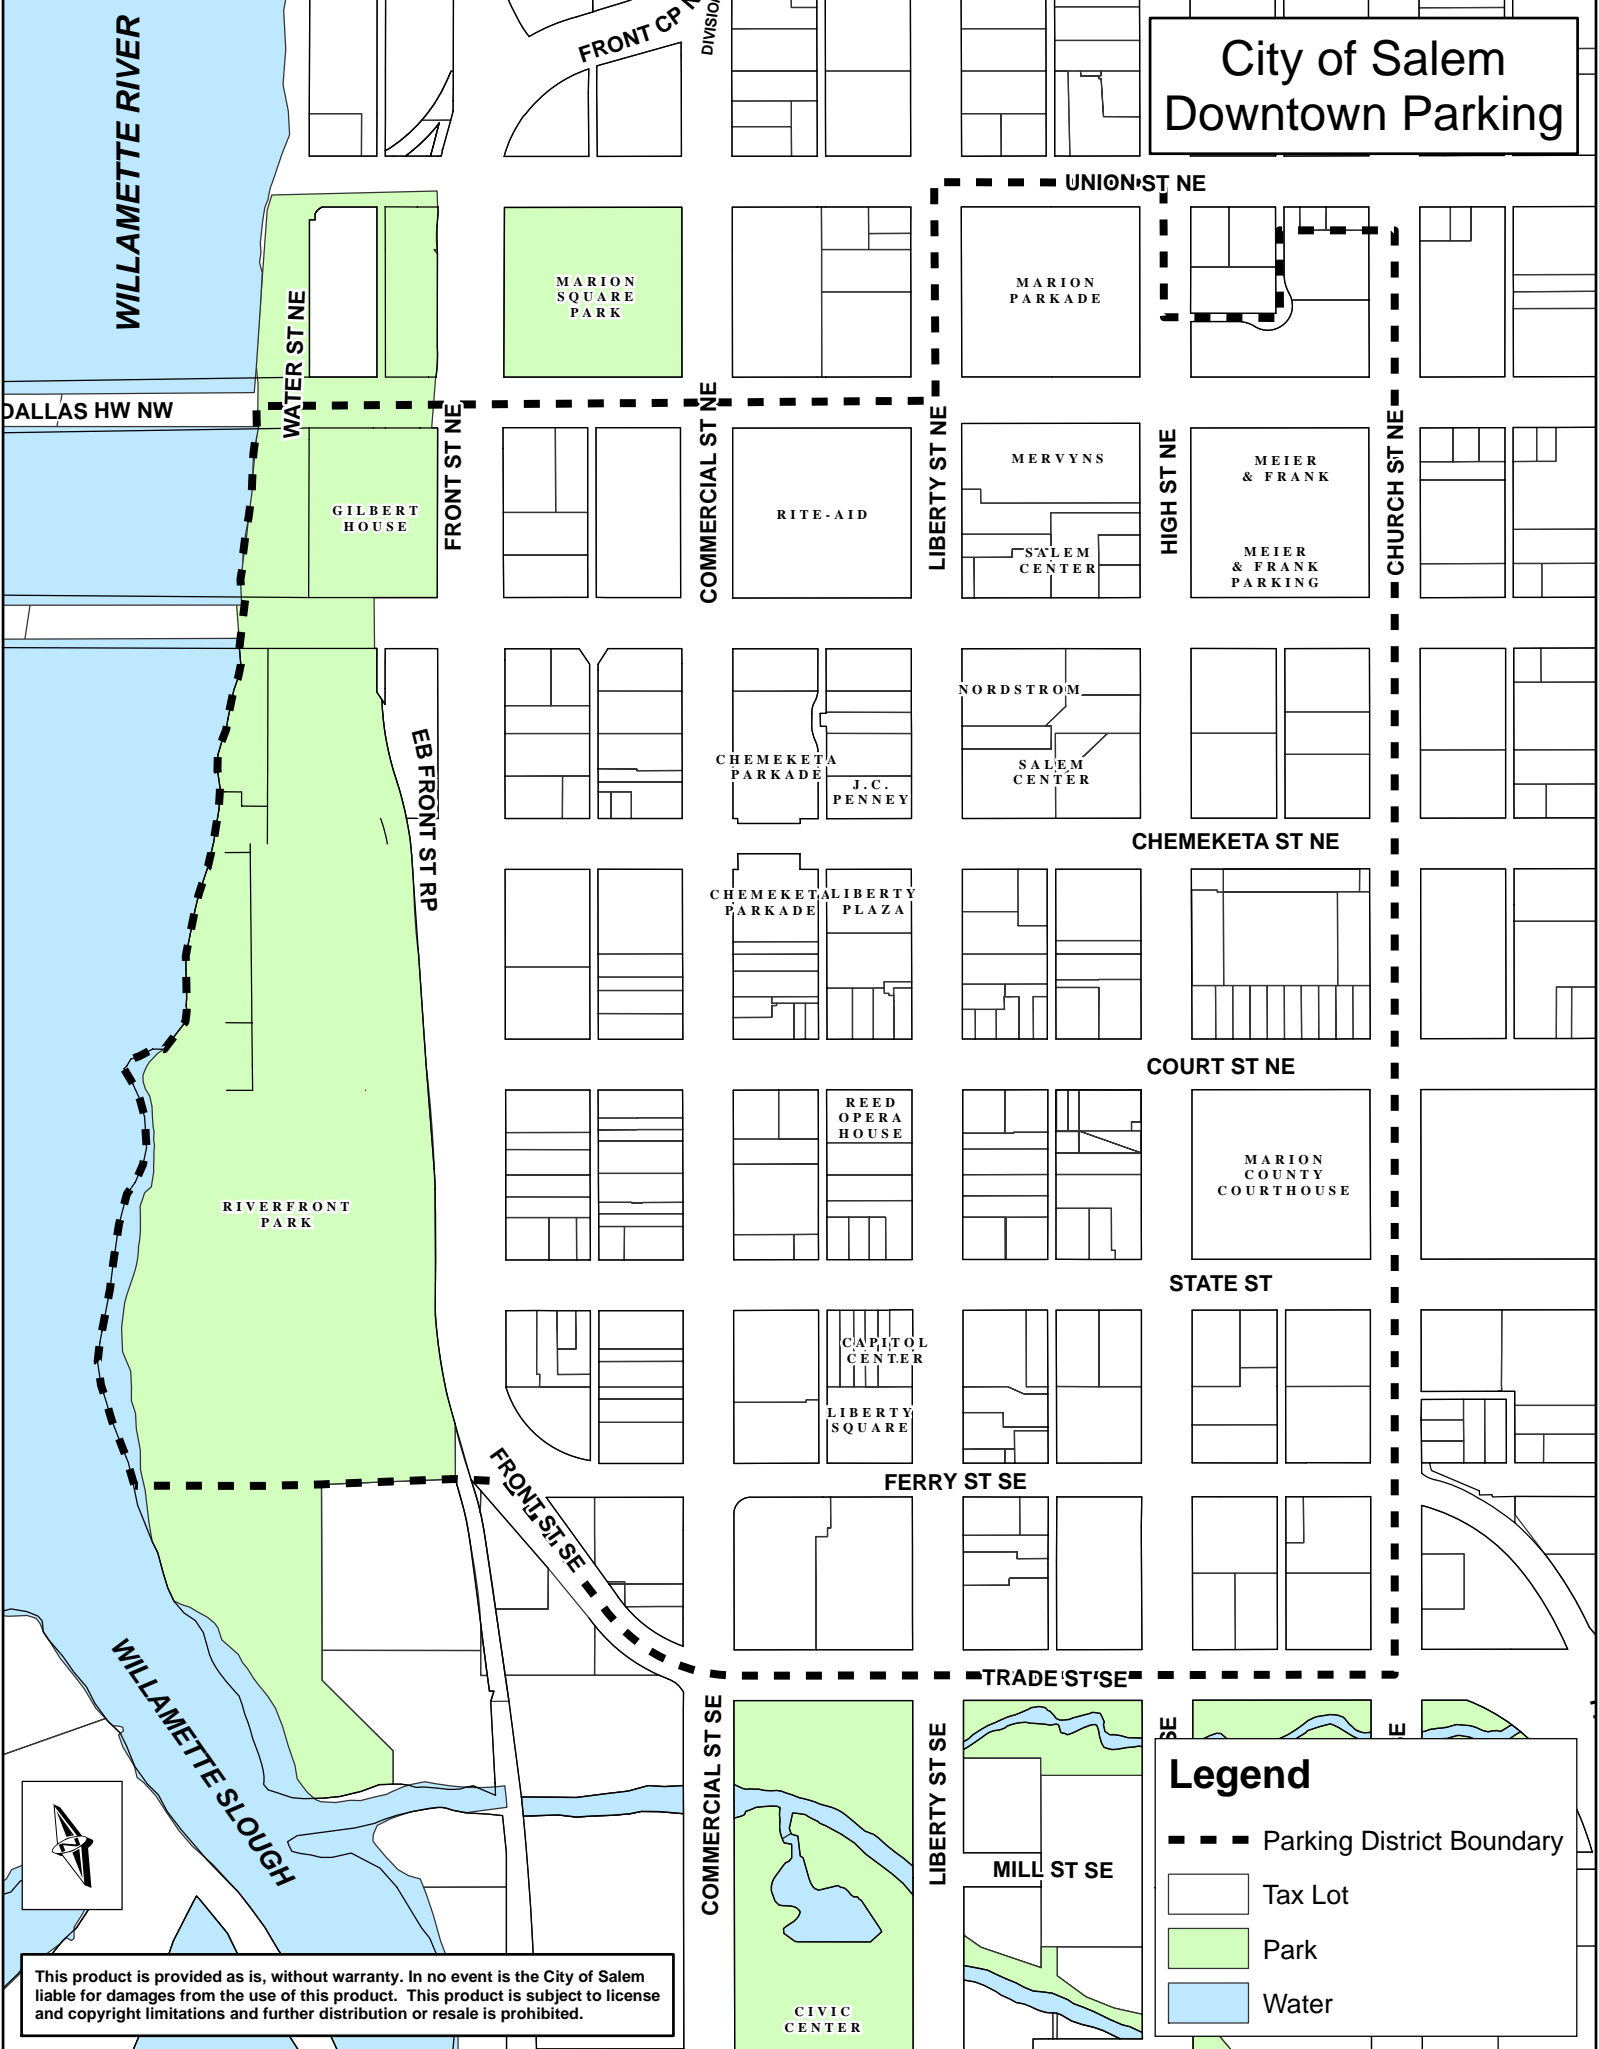 City of Salem
Downtown Parking
FRONT CP N
DIVISIO
WILLAMETTE RIVER
UNION ST NE
MARION
SQUARE
PARK
MARION
PARKADE
WATER ST NE
DALLAS HW NW
FRONT ST NE
COMMERCIAL ST NE
LIBERTY ST NE
HIGH ST NE
CHURCH ST NE
GILBERT
HOUSE
RITE-AID
MERVYNS
SALEM
CENTER
MEIER
& FRANK
MEIER
& FRANK
PARKING
EB FRONT ST RP
CHEMEKETA
PARKADE
J.C.
PENNEY
NORDSTROM
SALEM
CENTER
CHEMEKETA ST NE
CHEMEKETA
PARKADE
LIBERTY
PLAZA
COURT ST NE
REED
OPERA
HOUSE
MARION
COUNTY
COURTHOUSE
RIVERFRONT
PARK
STATE ST
CAPITOL
CENTER
LIBERTY
SQUARE
FERRY ST SE
FRONT ST SE
TRADE ST SE
COMMERCIAL ST SE
LIBERTY ST SE
SE
SE
WILLAMETTE SLOUGH
MILL ST SE
CIVIC
CENTER
N
Legend
Parking District Boundary
Tax Lot
Park
Water
This product is provided as is, without warranty. In no event is the City of Salem
liable for damages from the use of this product. This product is subject to license
and copyright limitations and further distribution or resale is prohibited.